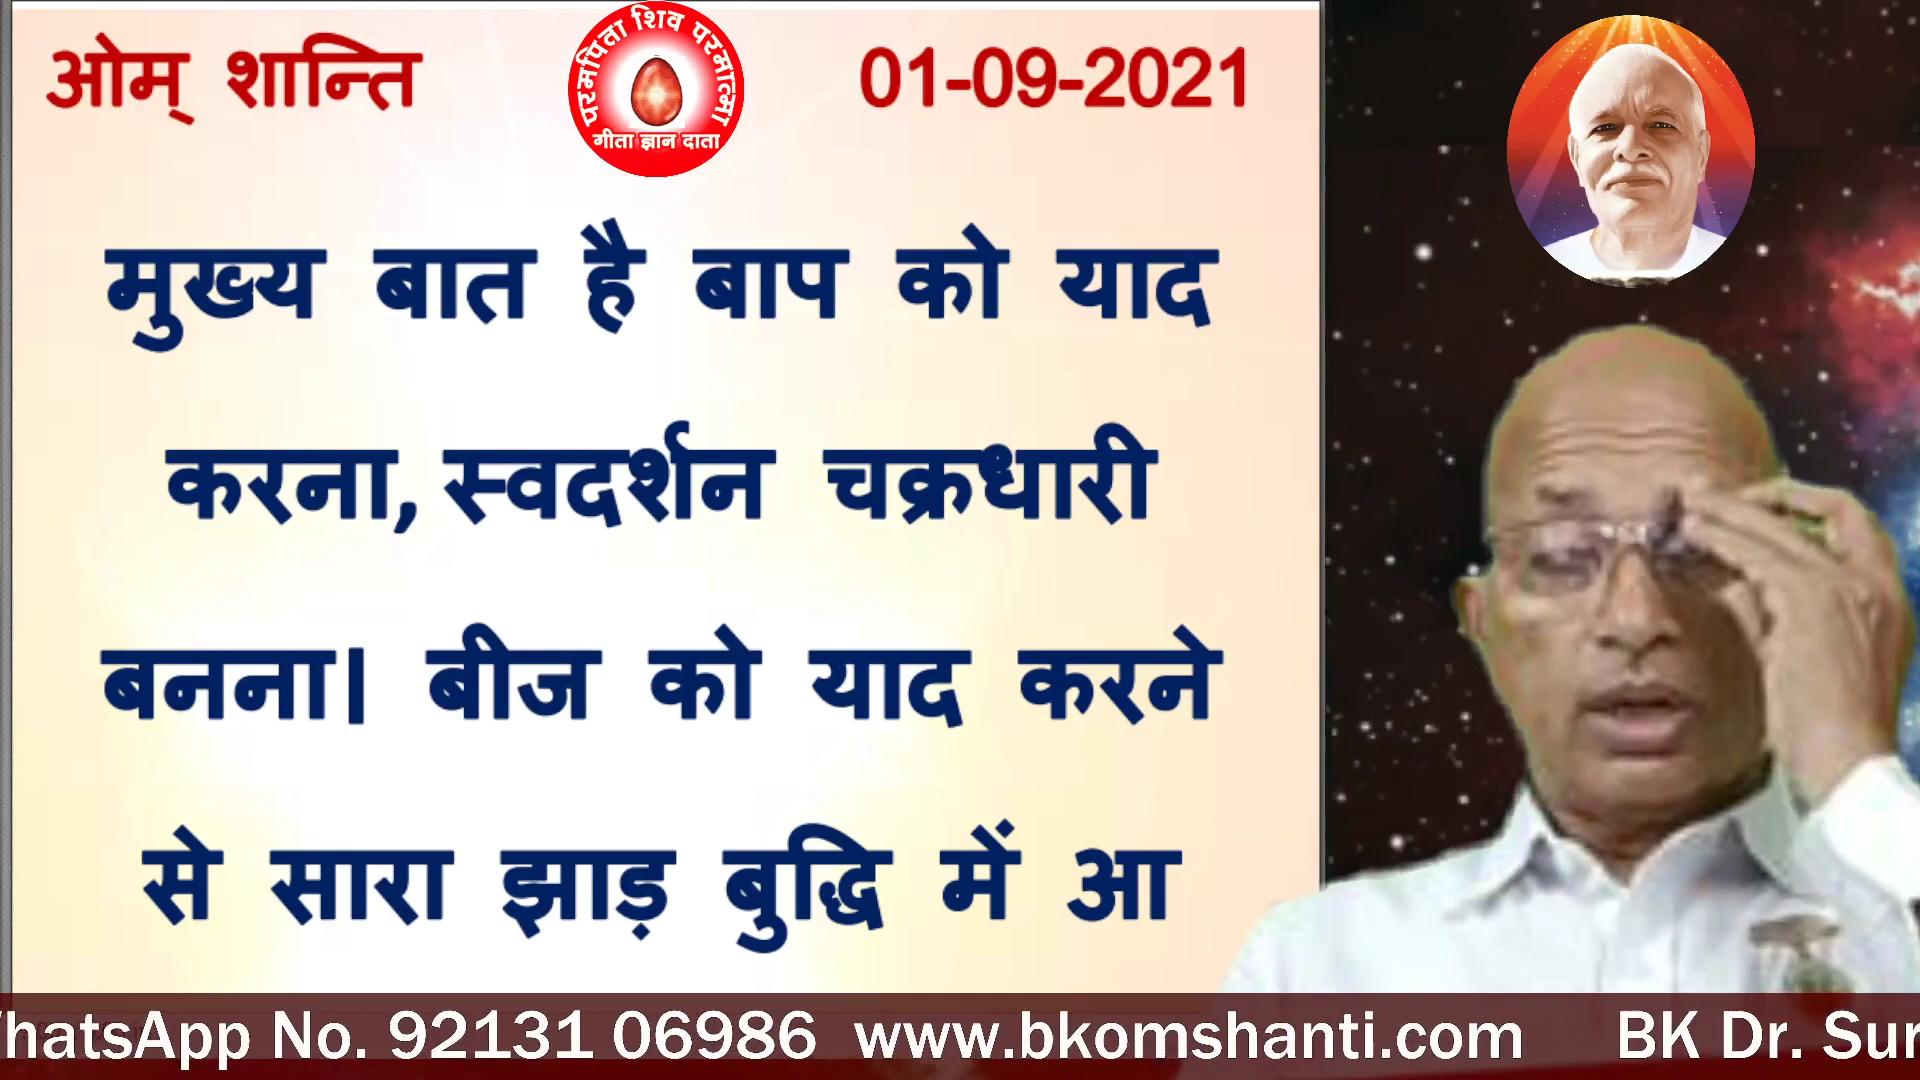 ओम् शान्ति
परमपिता शिव परमात्मा
गीता ज्ञान दाता
01-09-2021
मुख्य बात है बाप को याद
करना, स्वदर्शन चक्रधारी
बनना। बीज को याद करने
से सारा झाड़ बुद्धि में आ
hatsApp No. 92131 06986 www.bkomshanti.com BK Dr. Sur